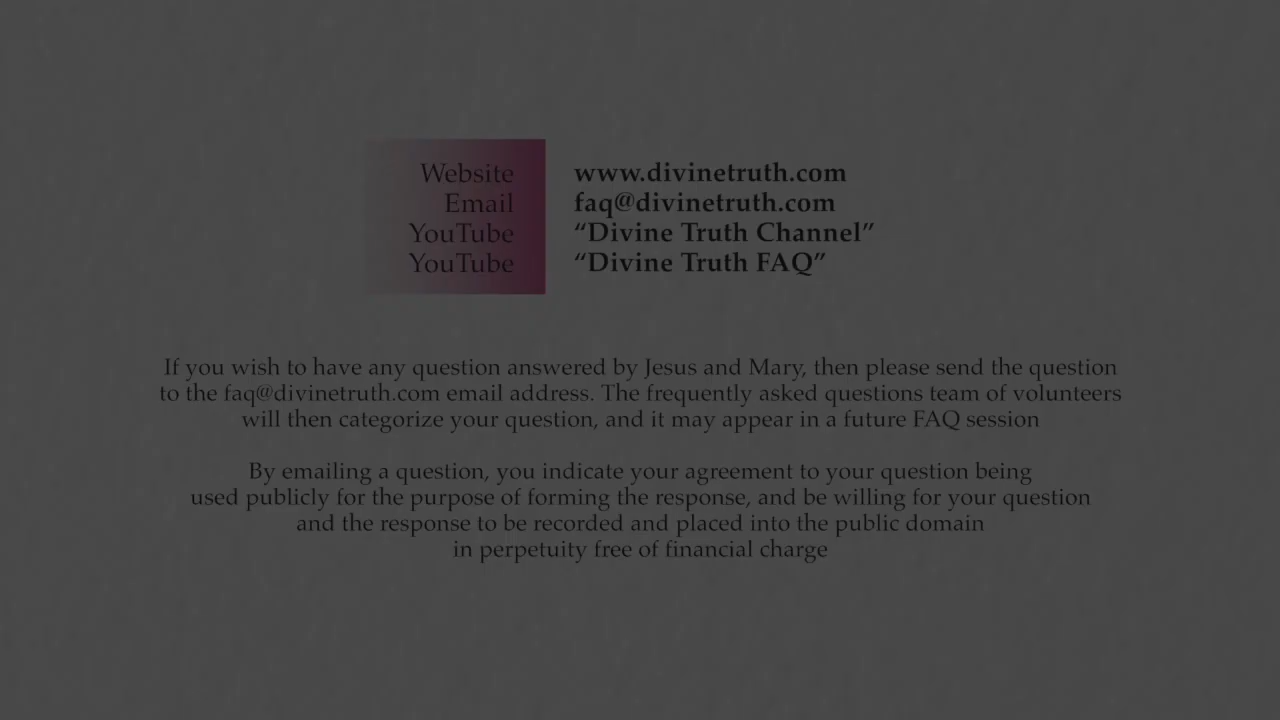 Website www.divinetruth.com
Email faq@divinetruth.com
YouTube “Divine Truth Channel”
YouTube “Divine Truth FAQ”
If you wish to have any question answered by Jesus and Mary, then please send the question
to the faq@divinetruth.com email address. The frequently asked questions team of volunteers
will then categorize your question, and it may appear in a future FAQ session
By emailing a question, you indicate your agreement to your question being
used publicly for the purpose of forming the response, and be willing for your question
and the response to be recorded and placed into the public domain
in perpetuity free of financial charge